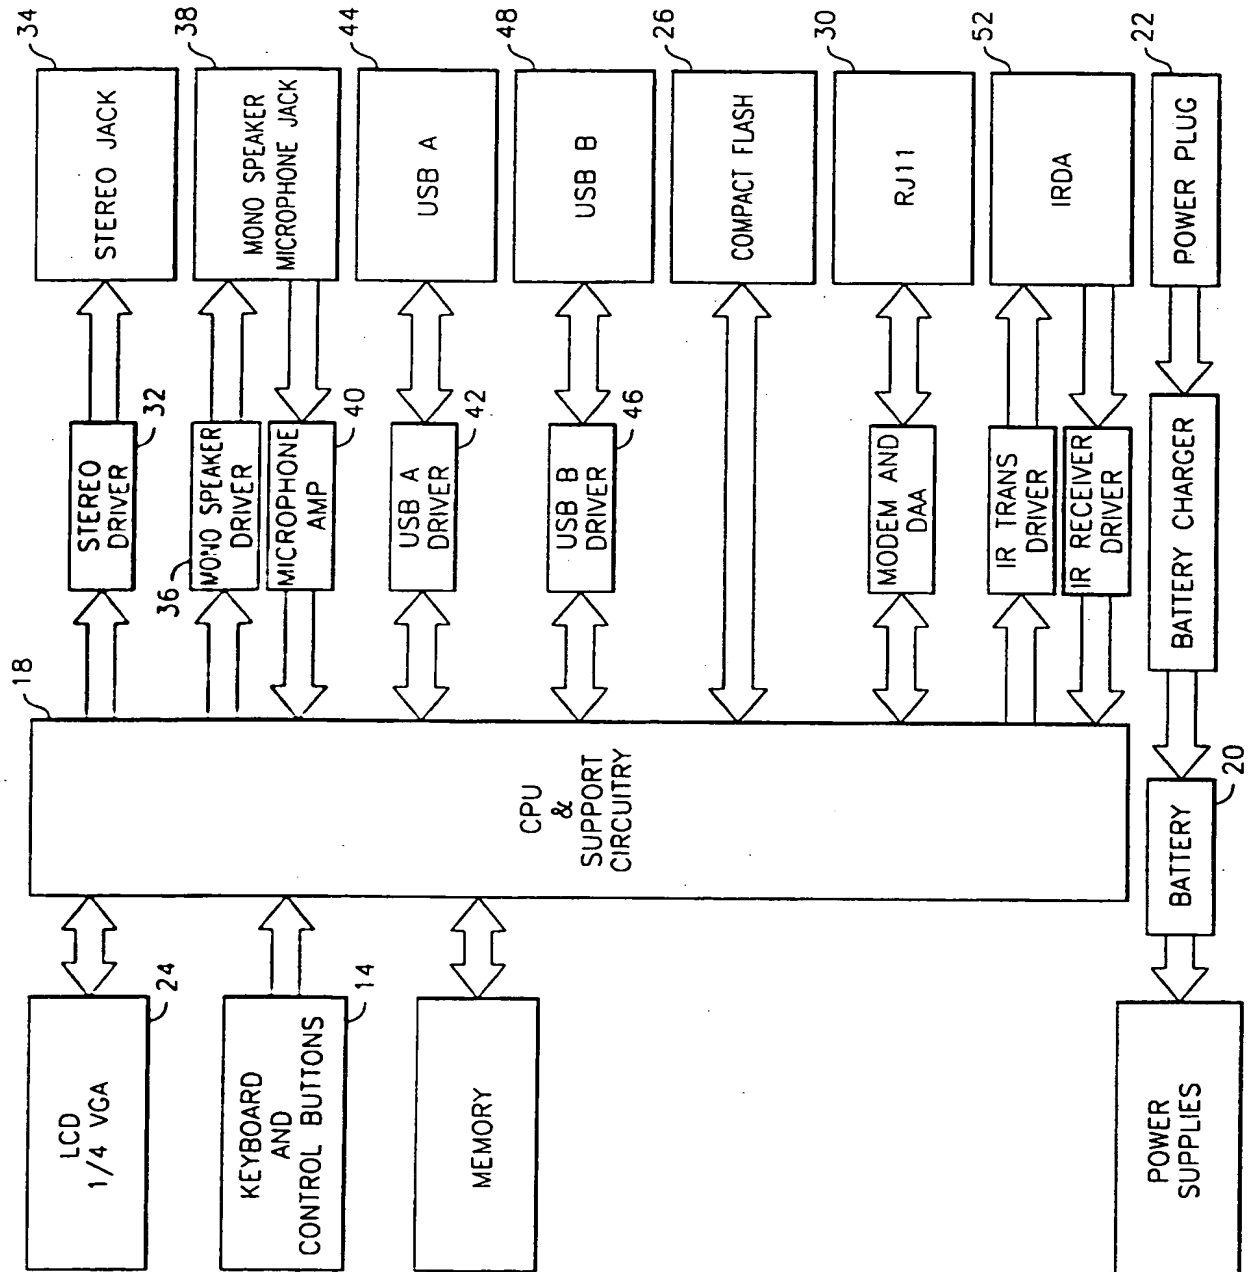 34
STEREO JACK
38
MONO SPEAKER
MICROPHONE JACK
44
USB A
48
USB B
26
COMPACT FLASH
30
RJ11
52
IRDA
22
POWER PLUG
STEREO
DRIVER
32
36
MONO SPEAKER
DRIVER
MICROPHONE
AMP
40
USB A
DRIVER
42
USB B
DRIVER
46
MODEM AND
DAA
IR TRANS
DRIVER
IR RECEIVER
DRIVER
BATTERY CHARGER
18
CPU
&
SUPPORT
CIRCUITRY
BATTERY
20
LCD
1/4 VGA
24
KEYBOARD
AND
CONTROL BUTTONS
14
MEMORY
POWER
SUPPLIES